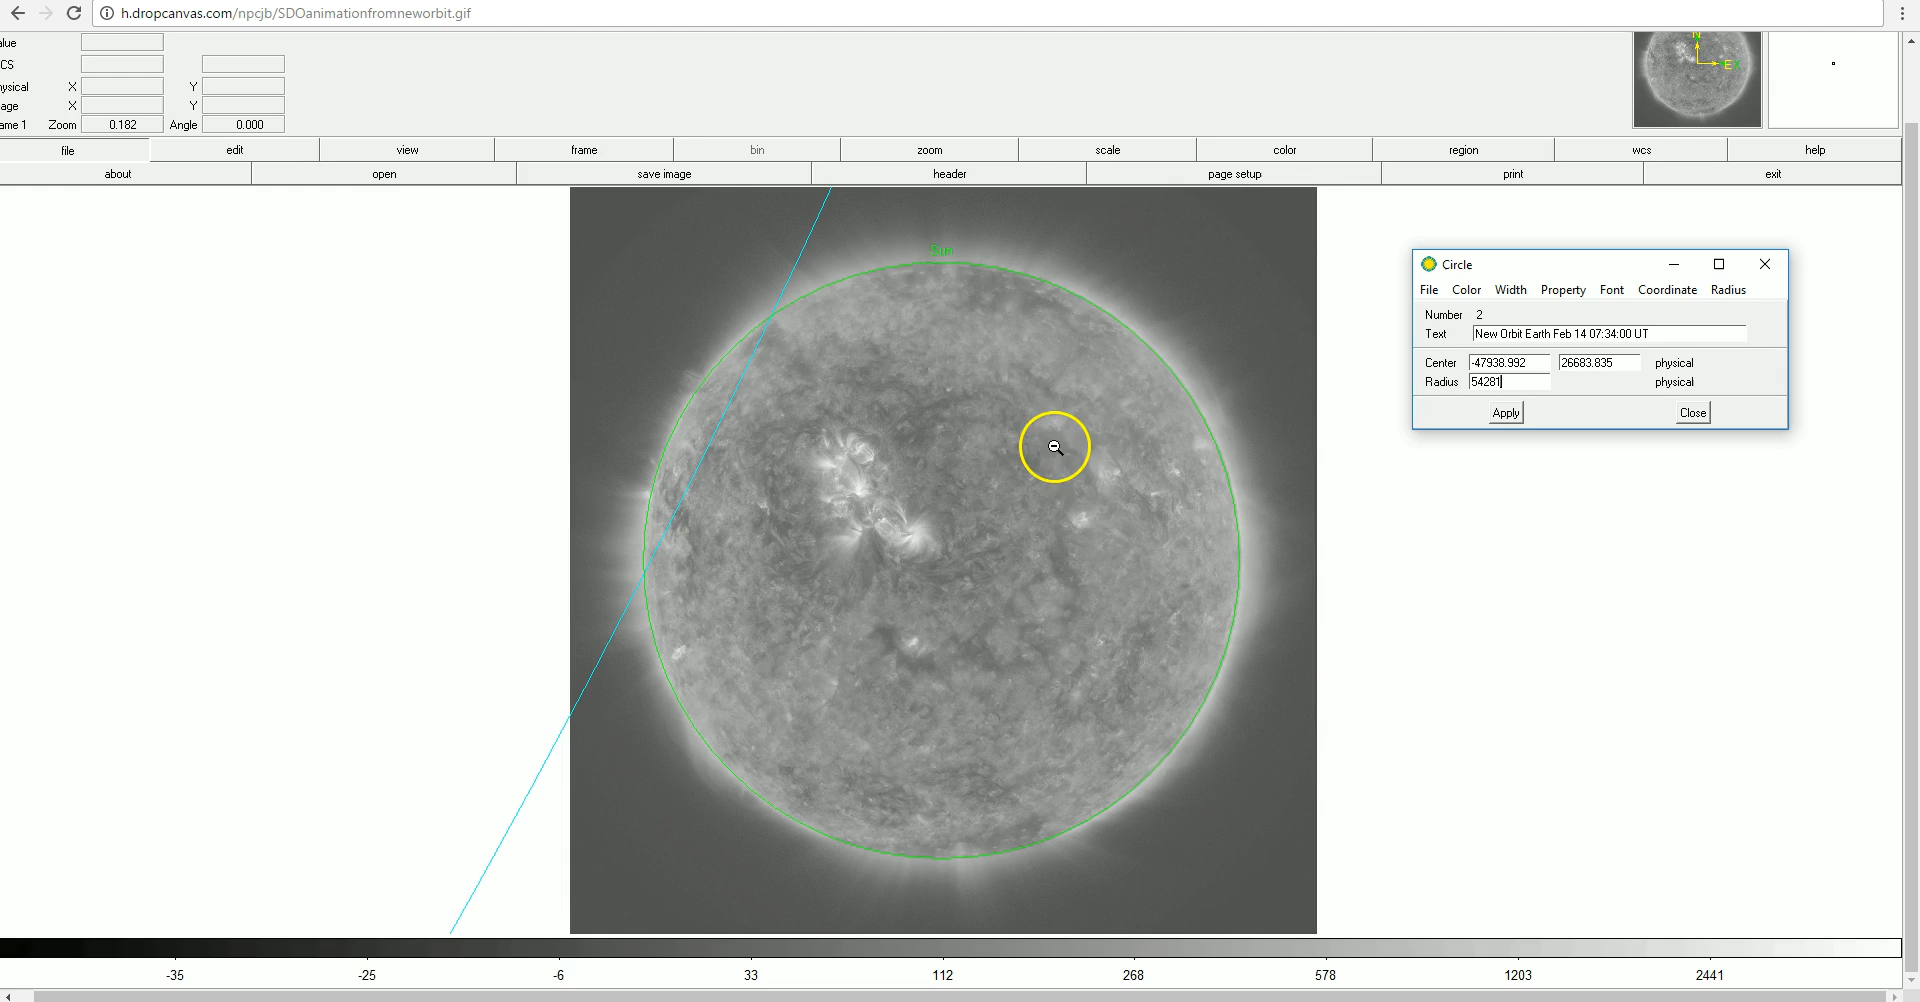 h.dropcanvas.com/npcjb/SDOanimationfromneworbit.gif
alue
CS
ysical X Y
age X Y
ame 1 Zoom 0.182 Angle 0.000
N
E X
file edit view frame bin zoom scale color region wcs help
about open save image header page setup print exit
Sun
Circle
File Color Width Property Font Coordinate Radius
Number 2
Text New Orbit Earth Feb 14 07:34:00 UT
Center -47938.992 26683.835 physical
Radius 54281 physical
Apply Close
-35 -25 -6 33 112 268 578 1203 2441